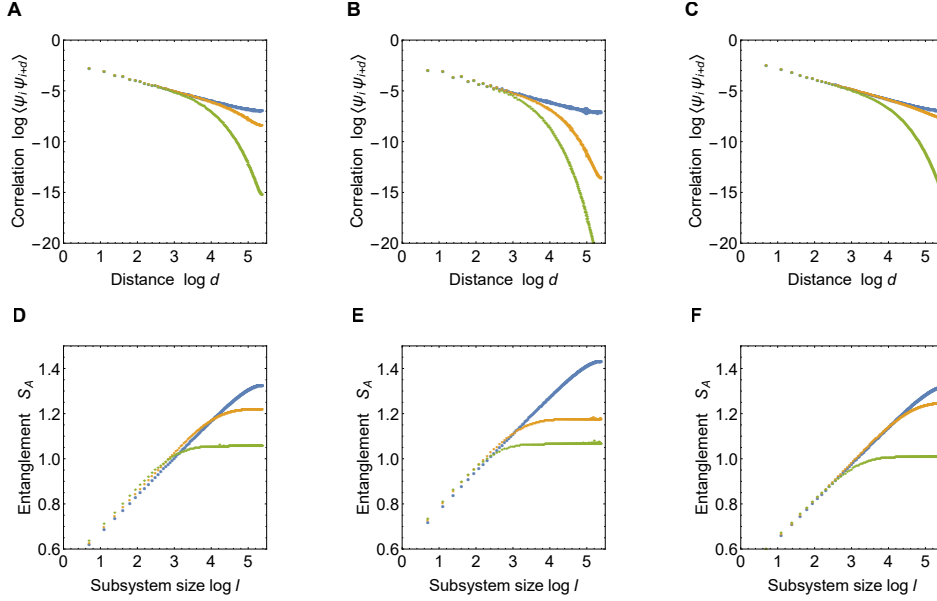 A
B
C
0
−5
−10
−15
−20
0 1 2 3 4 5
Correlation log ⟨ψi ψi+d⟩
Distance log d
0
−5
−10
−15
−20
0 1 2 3 4 5
Correlation log ⟨ψi ψi+d⟩
Distance log d
0
−5
−10
−15
−20
0 1 2 3 4 5
Correlation log ⟨ψi ψi+d⟩
Distance log d
D
E
F
1.4
1.2
1.0
0.8
0.6
0 1 2 3 4 5
Entanglement SA
Subsystem size log l
1.4
1.2
1.0
0.8
0.6
0 1 2 3 4 5
Entanglement SA
Subsystem size log l
1.4
1.2
1.0
0.8
0.6
0 1 2 3 4 5
Entanglement SA
Subsystem size log l